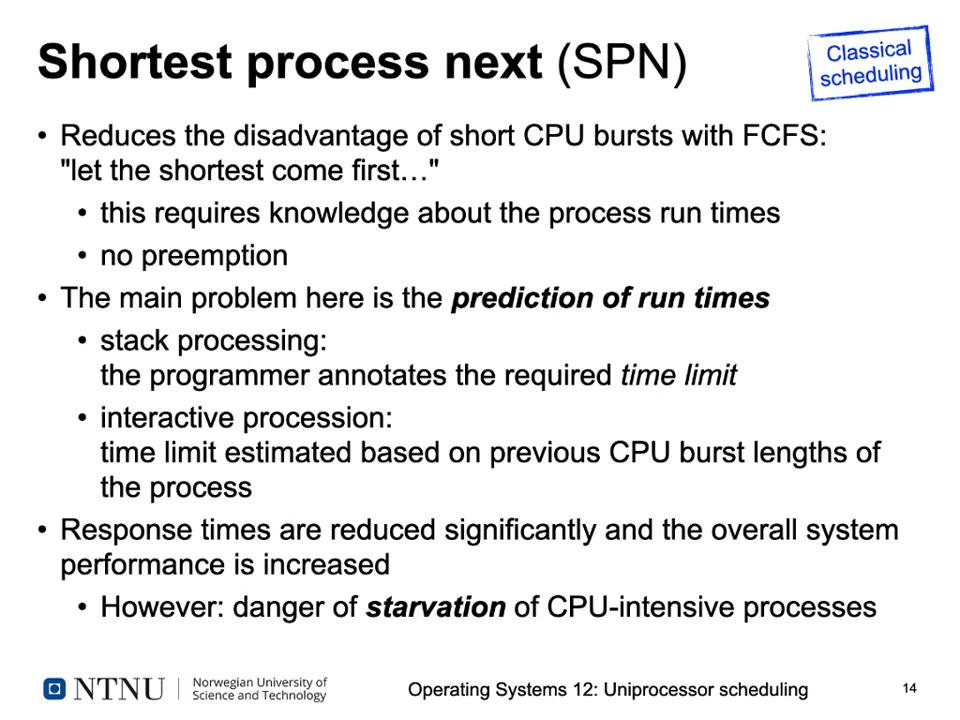 Shortest process next (SPN)
Classical
scheduling
• Reduces the disadvantage of short CPU bursts with FCFS:
"let the shortest come first…"
• this requires knowledge about the process run times
• no preemption
• The main problem here is the prediction of run times
• stack processing:
the programmer annotates the required time limit
• interactive procession:
time limit estimated based on previous CPU burst lengths of
the process
• Response times are reduced significantly and the overall system
performance is increased
• However: danger of starvation of CPU-intensive processes
NTNU
Norwegian University of
Science and Technology
Operating Systems 12: Uniprocessor scheduling
14